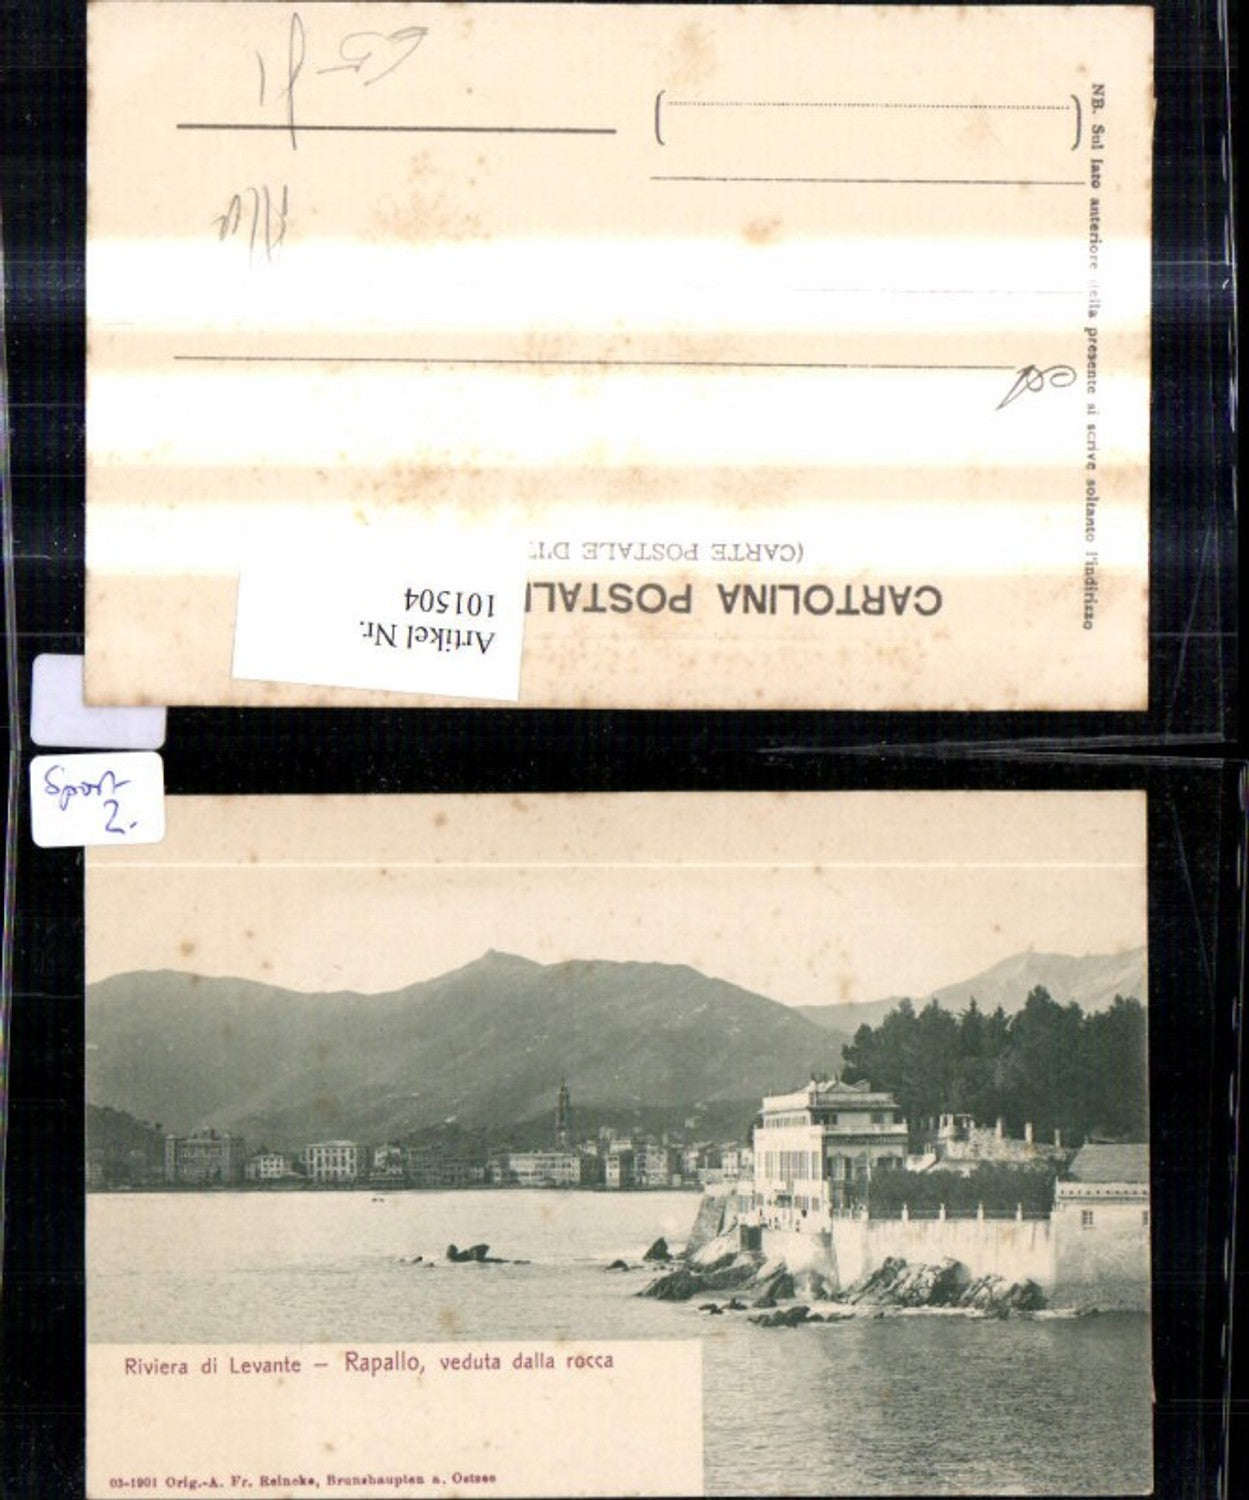 NB. Sul lato anteriore della presente si scrive soltanto l'indirizzo
CARTOLINA POSTAL
(CARTE POSTALE D'I
Artikel Nr.
101504
Sport
2.
Riviera di Levante — Rapallo, veduta dalla rocca
03-1901 Orig.-A. Fr. Reincke, Brunshaupten a. Ostsee